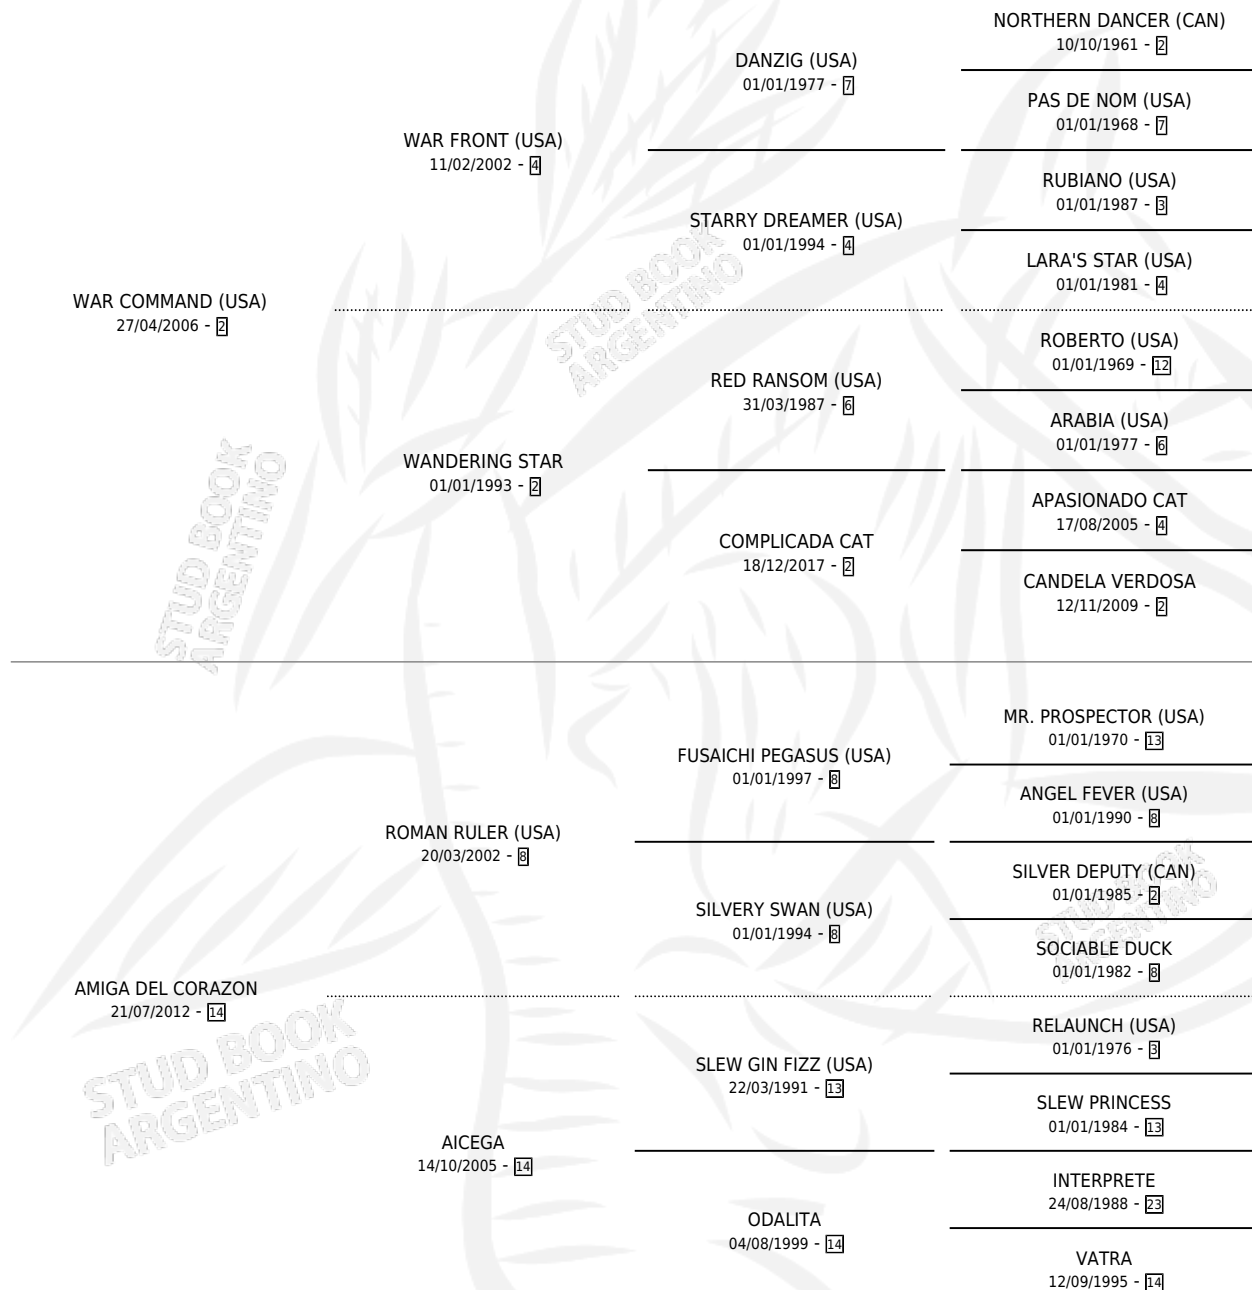 NORTHERN DANCER (CAN)
10/10/1961 - 2
DANZIG (USA)
01/01/1977 - 7
PAS DE NOM (USA)
01/01/1968 - 7
WAR FRONT (USA)
11/02/2002 - 4
RUBIANO (USA)
01/01/1987 - 3
STARRY DREAMER (USA)
01/01/1994 - 4
LARA'S STAR (USA)
01/01/1981 - 4
WAR COMMAND (USA)
27/04/2006 - 2
ROBERTO (USA)
01/01/1969 - 12
RED RANSOM (USA)
31/03/1987 - 6
ARABIA (USA)
01/01/1977 - 6
WANDERING STAR
01/01/1993 - 2
APASIONADO CAT
17/08/2005 - 4
COMPLICADA CAT
18/12/2017 - 2
CANDELA VERDOSA
12/11/2009 - 2
MR. PROSPECTOR (USA)
01/01/1970 - 13
FUSAICHI PEGASUS (USA)
01/01/1997 - 8
ANGEL FEVER (USA)
01/01/1990 - 8
ROMAN RULER (USA)
20/03/2002 - 8
SILVER DEPUTY (CAN)
01/01/1985 - 2
SILVERY SWAN (USA)
01/01/1994 - 8
SOCIABLE DUCK
01/01/1982 - 8
AMIGA DEL CORAZON
21/07/2012 - 14
RELAUNCH (USA)
01/01/1976 - 3
SLEW GIN FIZZ (USA)
22/03/1991 - 13
SLEW PRINCESS
01/01/1984 - 13
AICEGA
14/10/2005 - 14
INTERPRETE
24/08/1988 - 23
ODALITA
04/08/1999 - 14
VATRA
12/09/1995 - 14
STUD BOOK
ARGENTINO
STUD BOOK
ARGENTINO
STUD BOOK
ARGENTINO
STUD BOOK
ARGENTINO